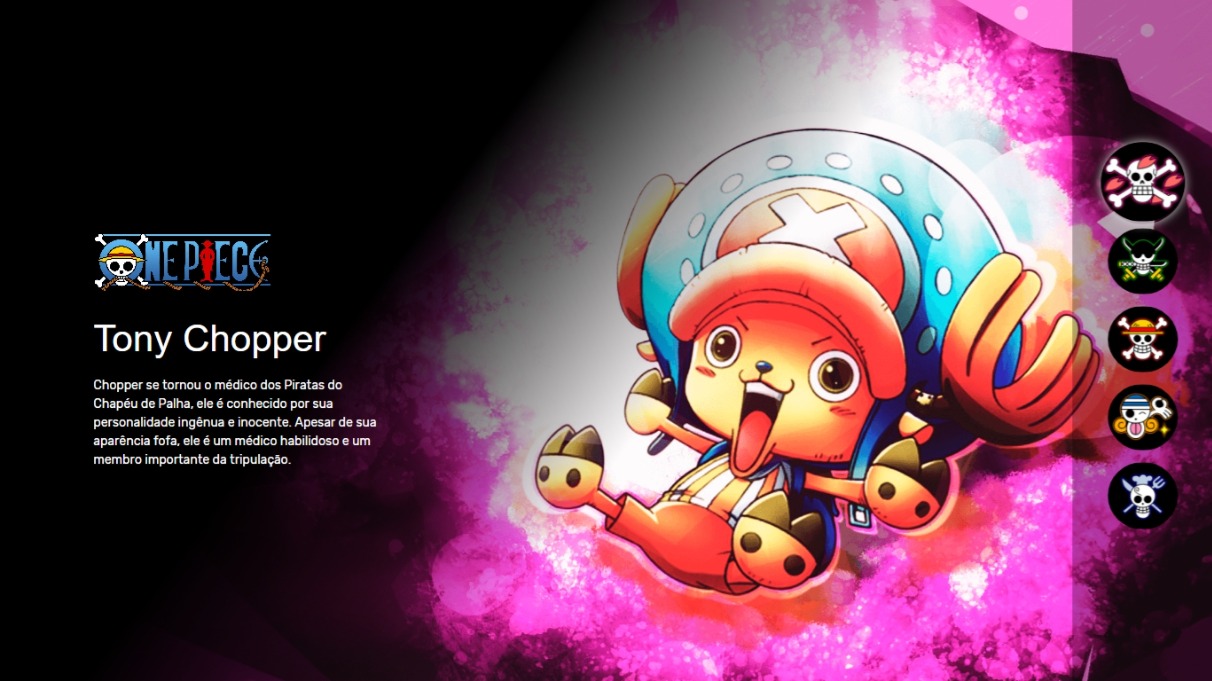 ONE PIECE
Tony Chopper
Chopper se tornou o médico dos Piratas do
Chapéu de Palha, ele é conhecido por sua
personalidade ingênua e inocente. Apesar de sua
aparência fofa, ele é um médico habilidoso e um
membro importante da tripulação.